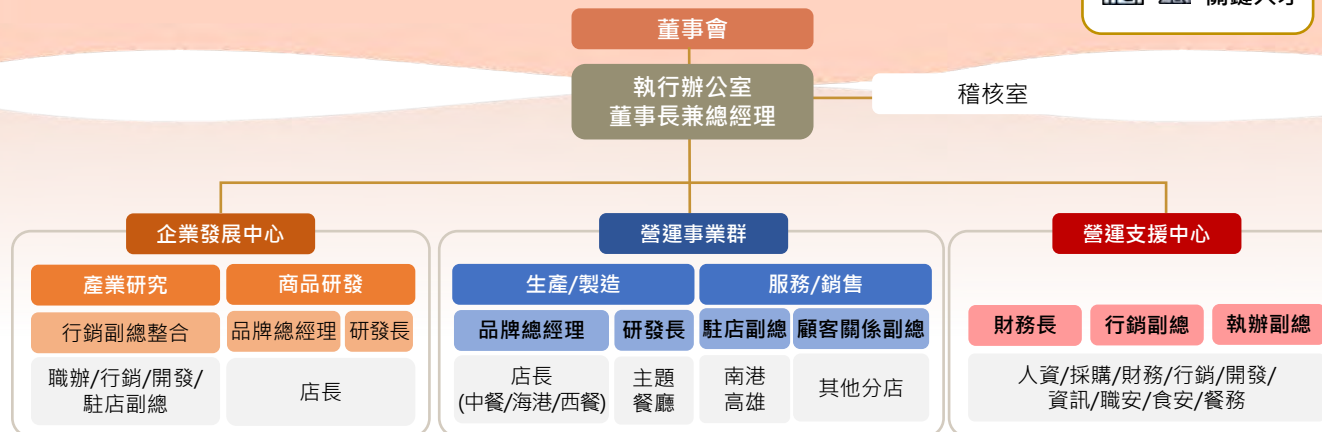 關鍵人才
董事會
執行辦公室
董事長兼總經理
稽核室
企業發展中心
營運事業群
營運支援中心
產業研究
商品研發
生產/製造
服務/銷售
行銷副總整合
品牌總經理
研發長
品牌總經理
研發長
駐店副總
顧客關係副總
財務長
行銷副總
執辦副總
職辦/行銷/開發/
駐店副總
店長
店長
(中餐/海港/西餐)
主題
餐廳
南港
高雄
其他分店
人資/採購/財務/行銷/開發/
資訊/職安/食安/餐務